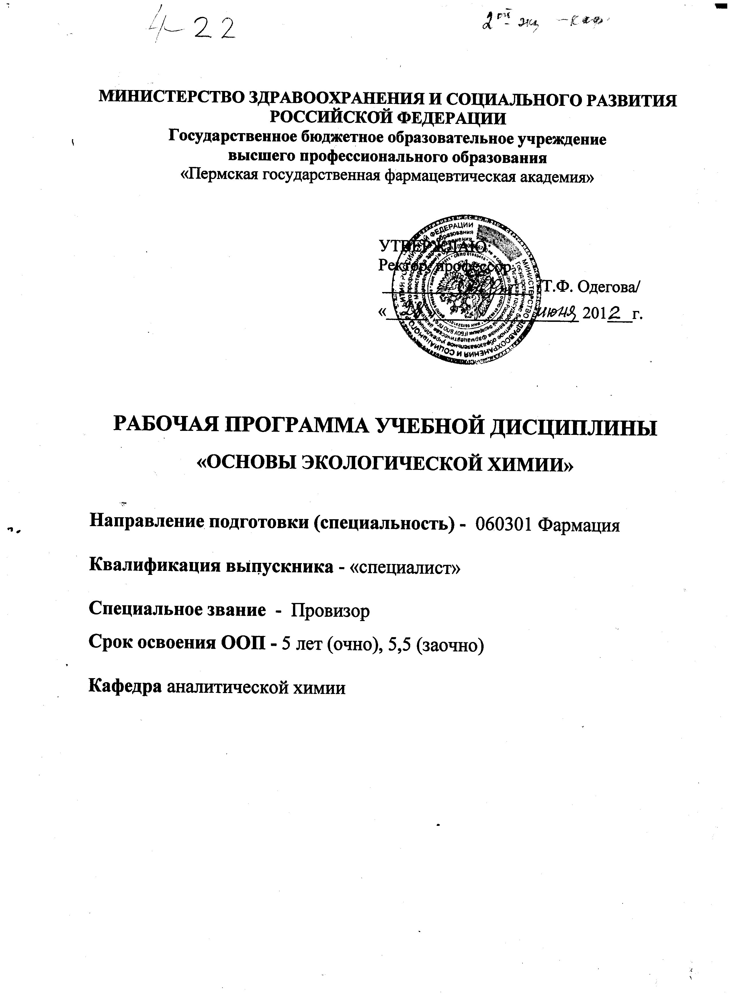 4-22
2ой экз - каф.
МИНИСТЕРСТВО ЗДРАВООХРАНЕНИЯ И СОЦИАЛЬНОГО РАЗВИТИЯ
РОССИЙСКОЙ ФЕДЕРАЦИИ
Государственное бюджетное образовательное учреждение
высшего профессионального образования
«Пермская государственная фармацевтическая академия»
УТВЕРЖДАЮ
Ректор, профессор
/Т.Ф. Одегова/
« июня 2012 г.
РАБОЧАЯ ПРОГРАММА УЧЕБНОЙ ДИСЦИПЛИНЫ
«ОСНОВЫ ЭКОЛОГИЧЕСКОЙ ХИМИИ»
Направление подготовки (специальность) - 060301 Фармация
Квалификация выпускника - «специалист»
Специальное звание - Провизор
Срок освоения ООП - 5 лет (очно), 5,5 (заочно)
Кафедра аналитической химии